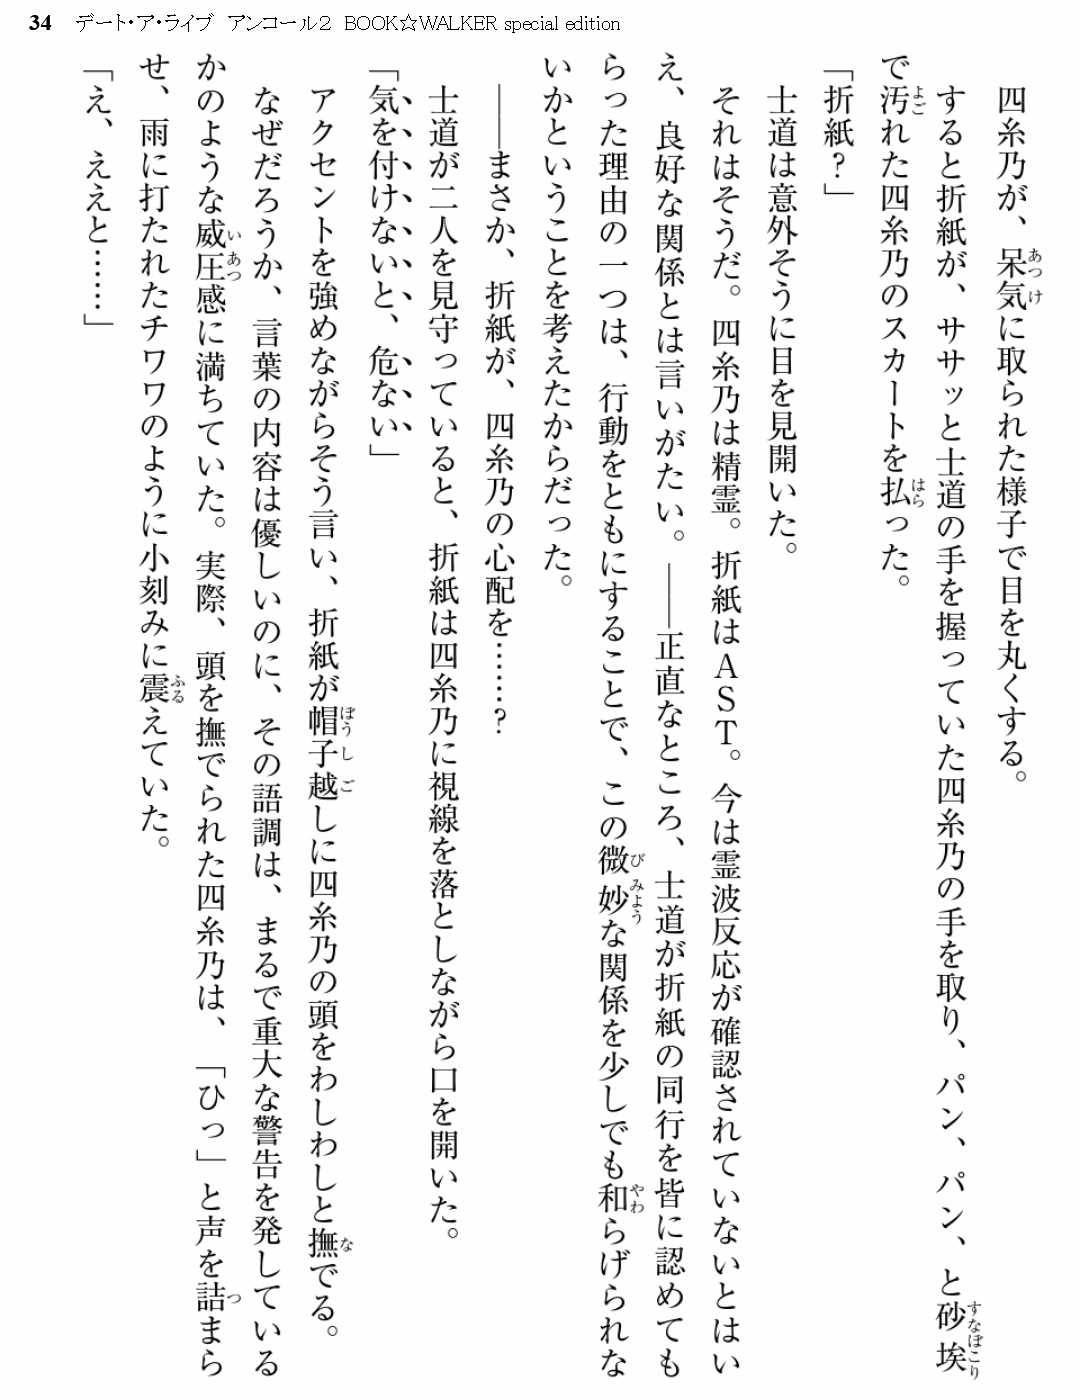 34 デート・ア・ライブ　アンコール２　BOOK☆WALKER special edition
四糸乃が、呆気に取られた様子で目を丸くする。
すると折紙が、ササッと士道の手を握っていた四糸乃の手を取り、パン、パン、と砂埃
で汚れた四糸乃のスカートを払った。
「折紙？」
士道は意外そうに目を見開いた。
それはそうだ。四糸乃は精霊。折紙はＡＳＴ。今は霊波反応が確認されていないとはい
え、良好な関係とは言いがたい。――正直なところ、士道が折紙の同行を皆に認めても
らった理由の一つは、行動をともにすることで、この微妙な関係を少しでも和らげられな
いかということを考えたからだった。
――まさか、折紙が、四糸乃の心配を……？
士道が二人を見守っていると、折紙は四糸乃に視線を落としながら口を開いた。
「気を付けないと、危ない」
アクセントを強めながらそう言い、折紙が帽子越しに四糸乃の頭をわしわしと撫でる。
なぜだろうか、言葉の内容は優しいのに、その語調は、まるで重大な警告を発している
かのような威圧感に満ちていた。実際、頭を撫でられた四糸乃は、「ひっ」と声を詰まら
せ、雨に打たれたチワワのように小刻みに震えていた。
「え、ええと……」